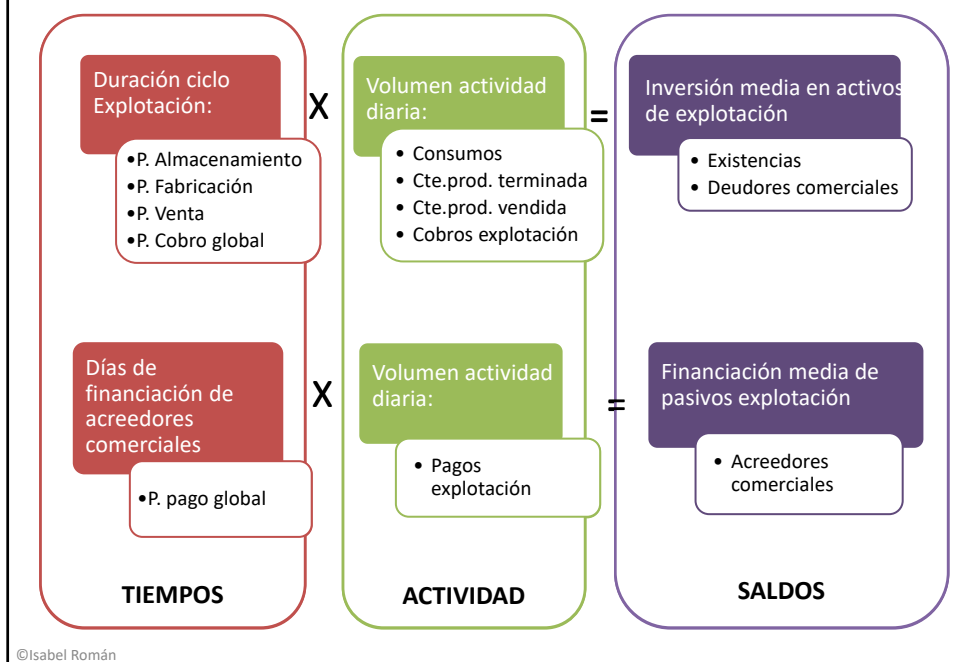 Duración ciclo
Explotación:
•P. Almacenamiento
•P. Fabricación
•P. Venta
•P. Cobro global
X
Volumen actividad
diaria:
• Consumos
• Cte.prod. terminada
• Cte.prod. vendida
• Cobros explotación
=
Inversión media en activos
de explotación
• Existencias
• Deudores comerciales
Días de
financiación de
acreedores
comerciales
•P. pago global
X
Volumen actividad
diaria:
• Pagos
explotación
=
Financiación media de
pasivos explotación
• Acreedores
comerciales
TIEMPOS
ACTIVIDAD
SALDOS
©Isabel Román